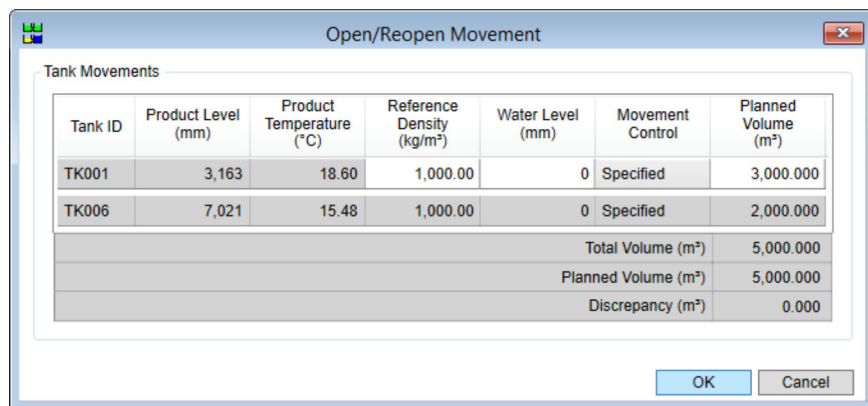 Open/Reopen Movement
Tank Movements
Tank ID Product Level (mm) Product Temperature (°C) Reference Density (kg/m³) Water Level (mm) Movement Control Planned Volume (m³)
TK001 3,163 18.60 1,000.00 0 Specified 3,000.000
TK006 7,021 15.48 1,000.00 0 Specified 2,000.000
Total Volume (m³) 5,000.000
Planned Volume (m³) 5,000.000
Discrepancy (m³) 0.000
OK Cancel